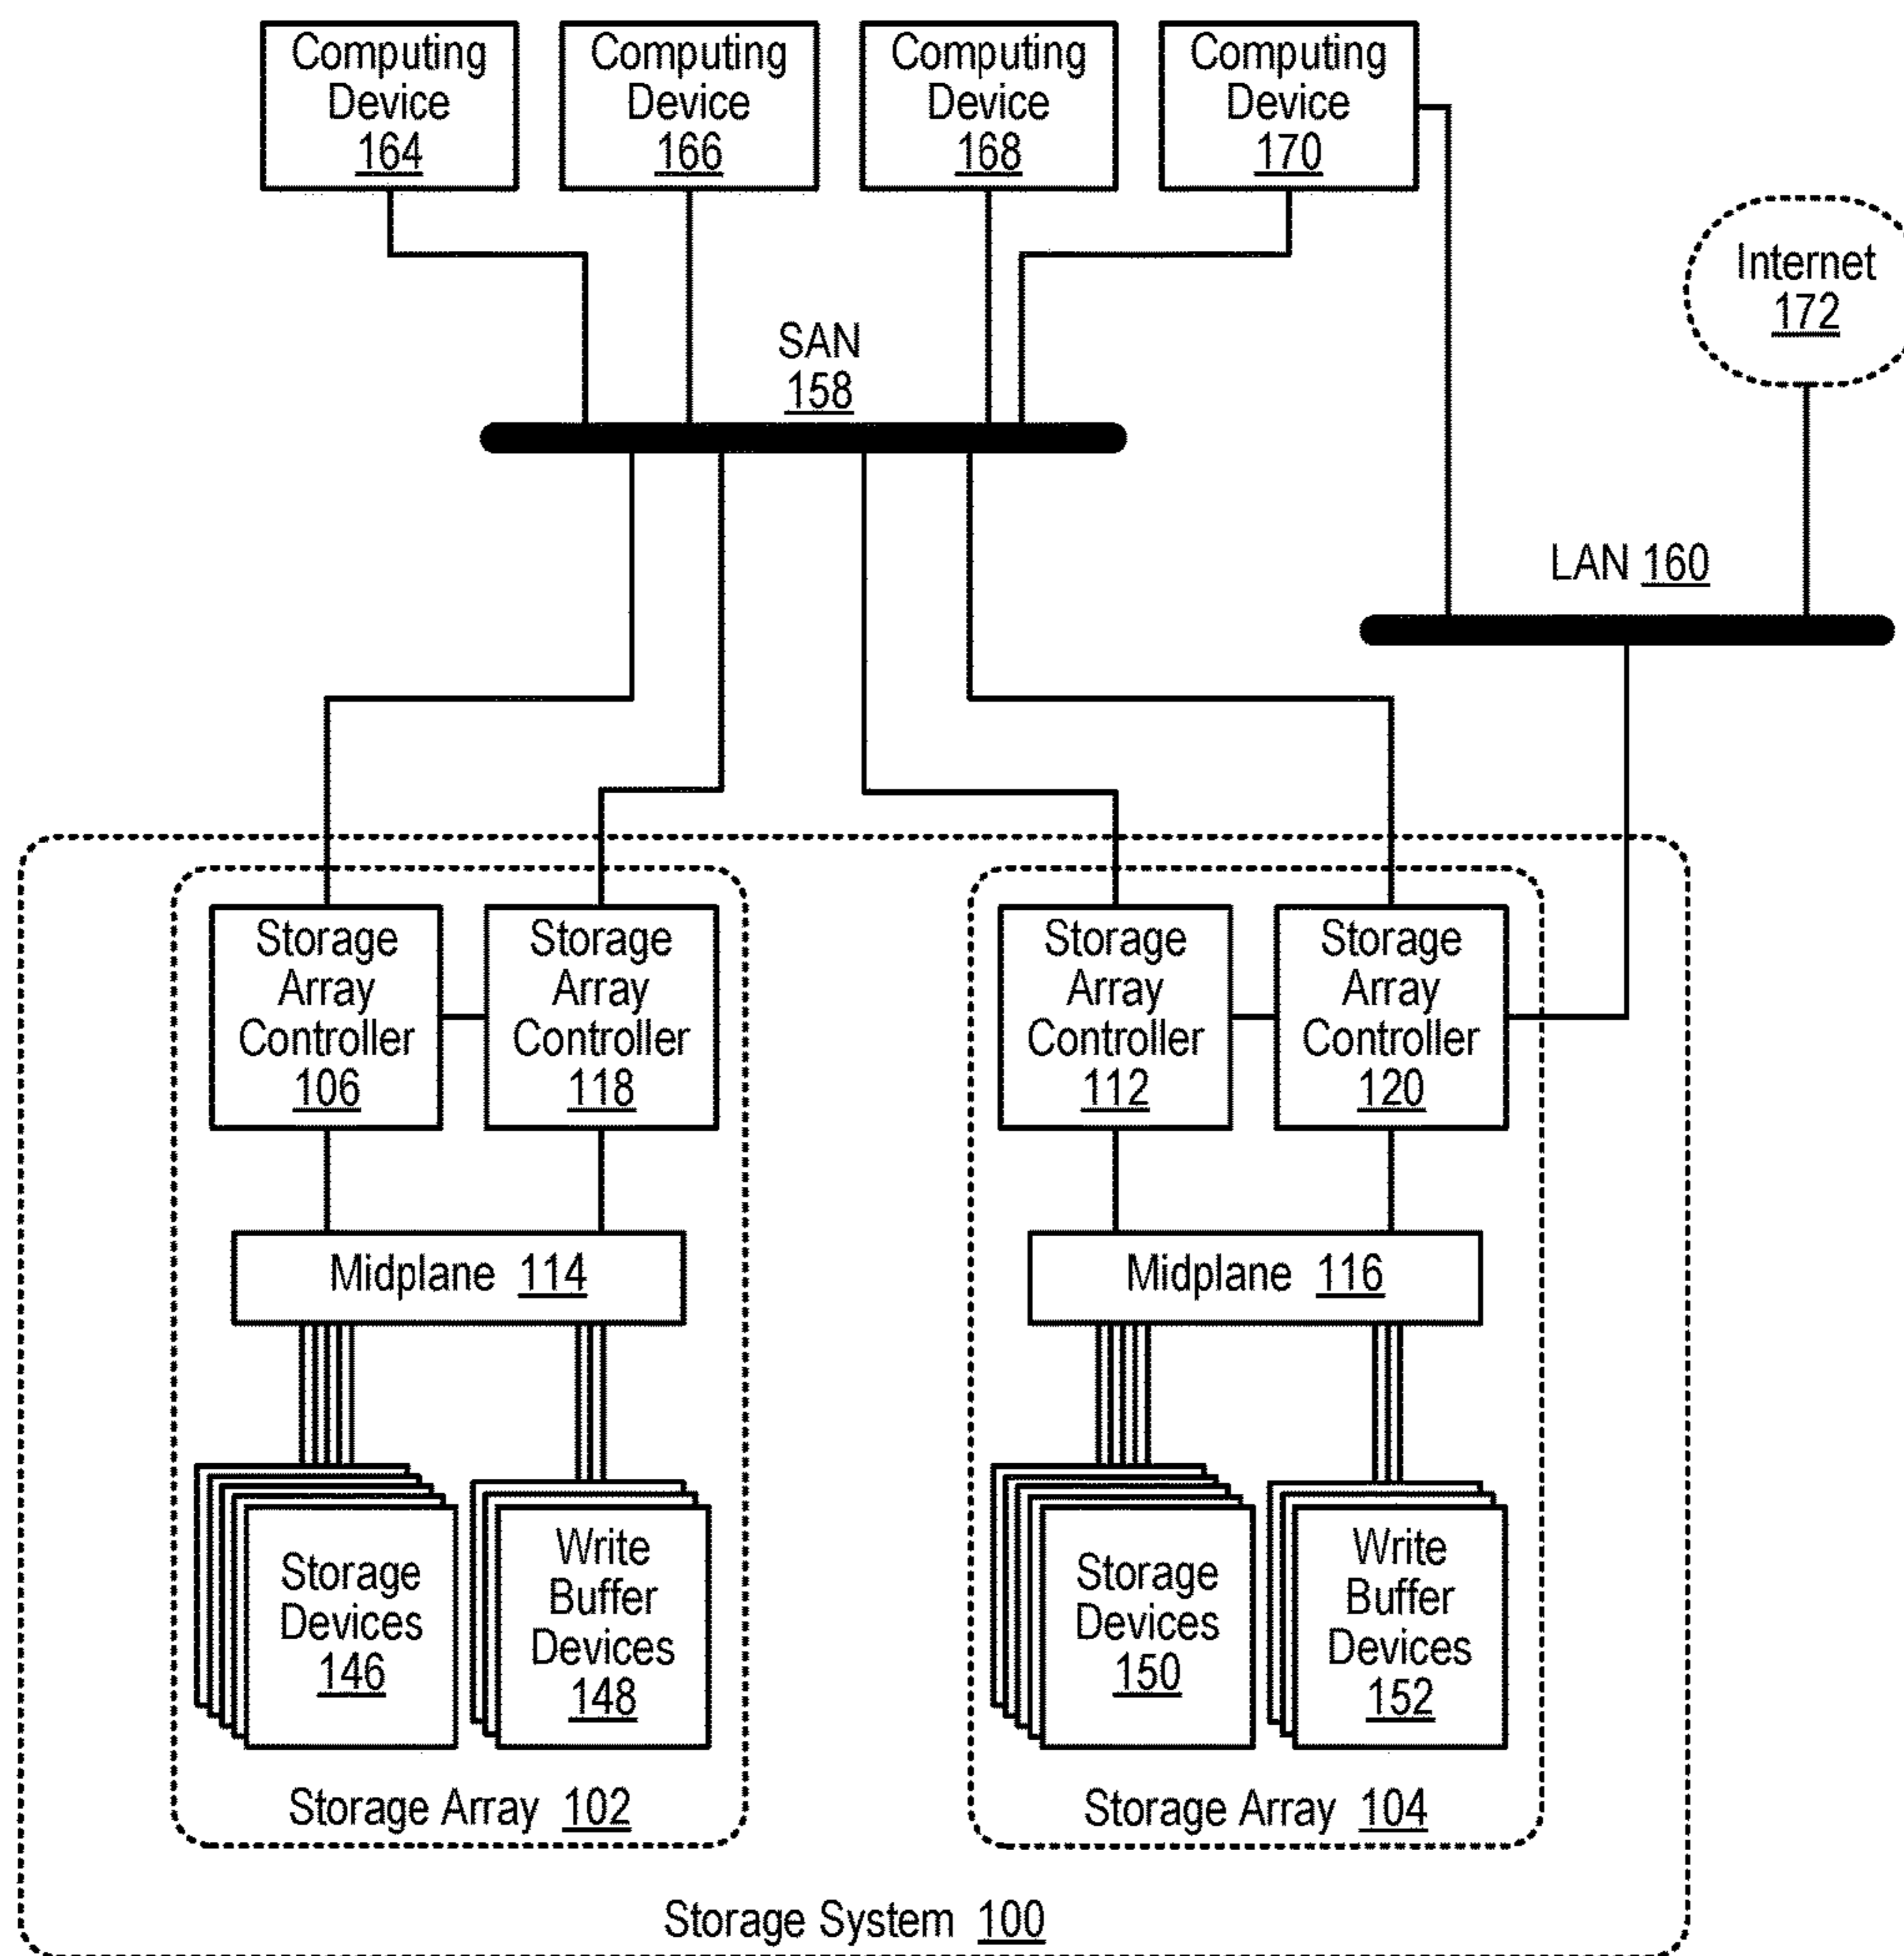 Computing
Device
164
Computing
Device
166
Computing
Device
168
Computing
Device
170
Internet
172
SAN
158
LAN 160
Storage
Array
Controller
106
Storage
Array
Controller
118
Storage
Array
Controller
112
Storage
Array
Controller
120
Midplane 114
Midplane 116
Storage
Devices
146
Write
Buffer
Devices
148
Storage
Devices
150
Write
Buffer
Devices
152
Storage Array 102
Storage Array 104
Storage System 100